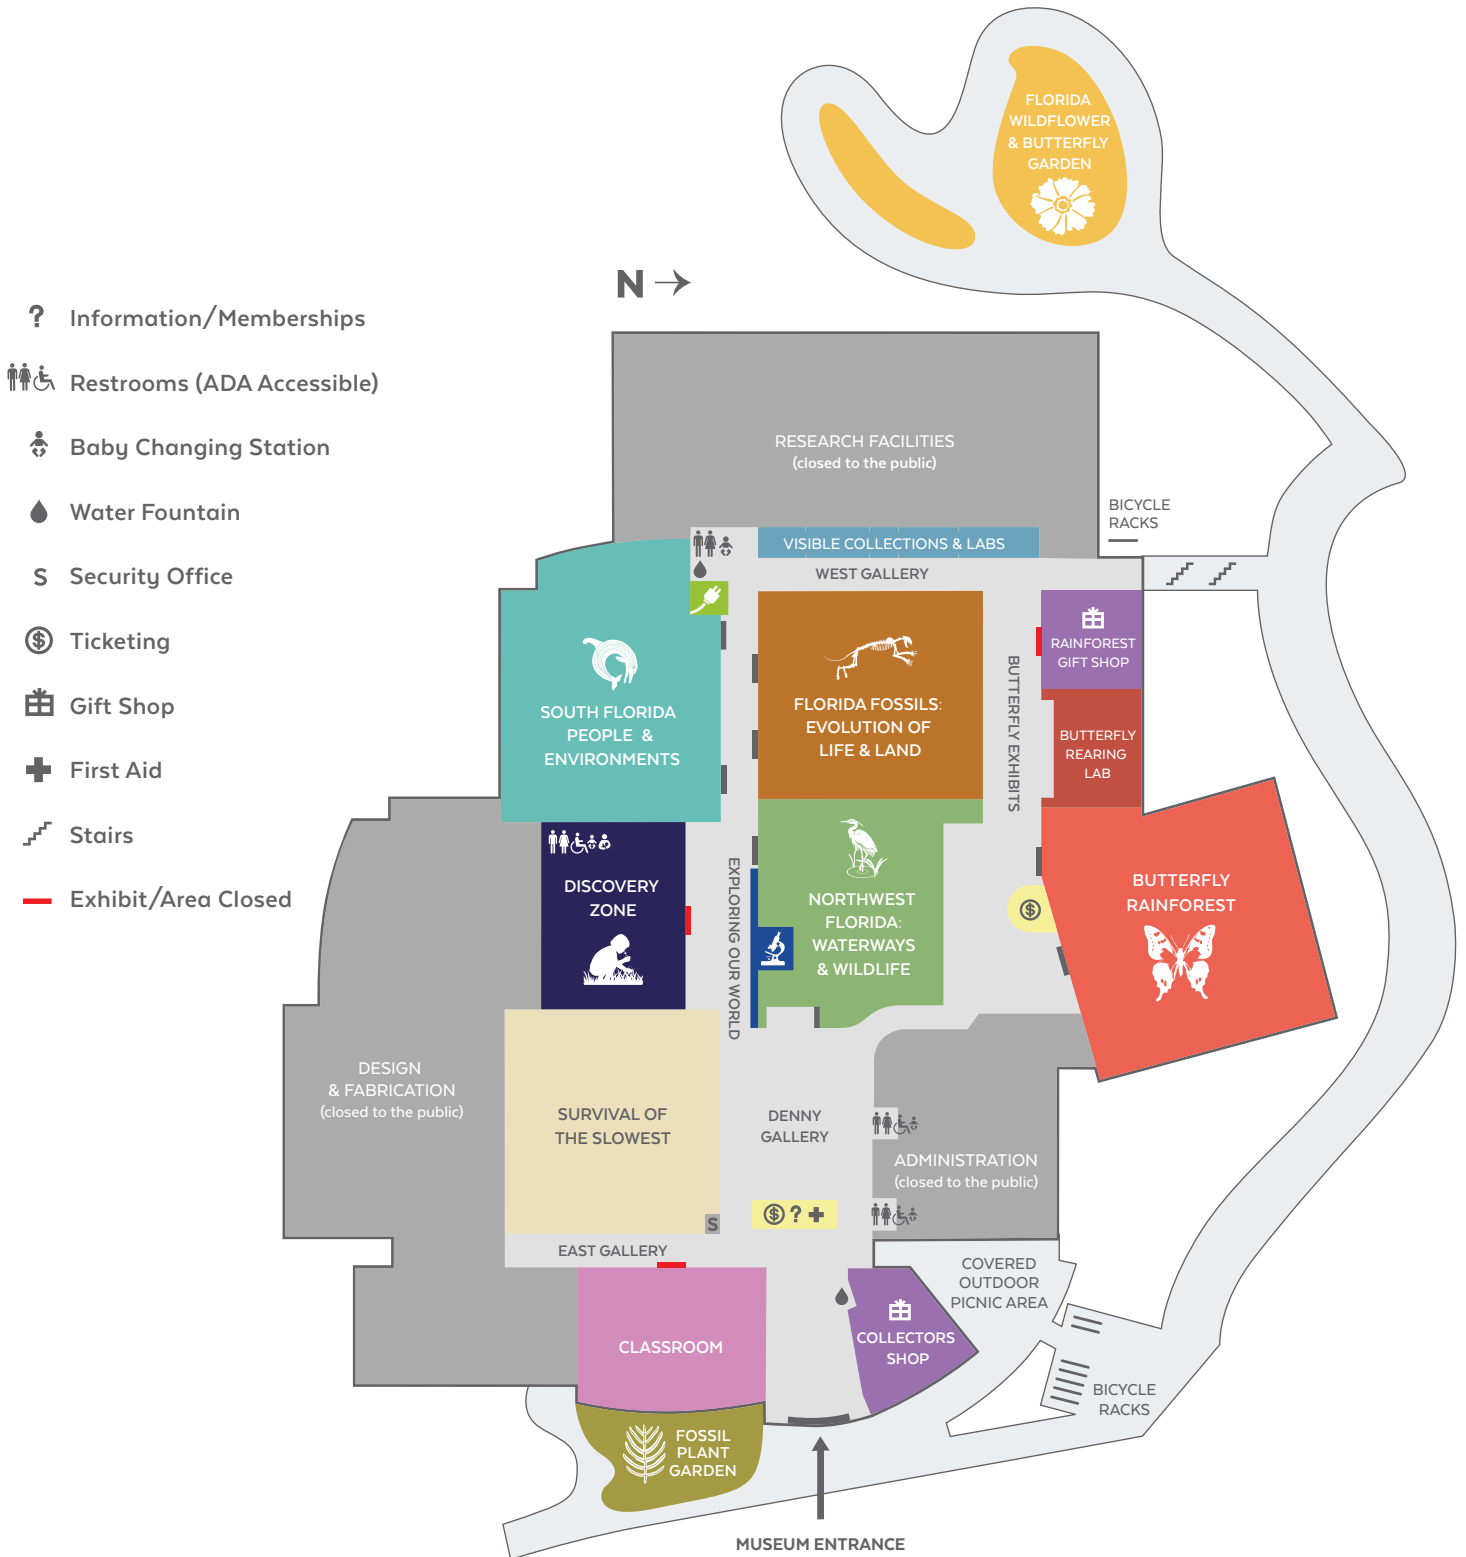 FLORIDA
WILDFLOWER
& BUTTERFLY
GARDEN
N
? Information/Memberships
Restrooms (ADA Accessible)
Baby Changing Station
Water Fountain
S Security Office
$ Ticketing
Gift Shop
First Aid
Stairs
Exhibit/Area Closed
RESEARCH FACILITIES
(closed to the public)
BICYCLE
RACKS
VISIBLE COLLECTIONS & LABS
WEST GALLERY
SOUTH FLORIDA
PEOPLE &
ENVIRONMENTS
FLORIDA FOSSILS:
EVOLUTION OF
LIFE & LAND
BUTTERFLY EXHIBITS
RAINFOREST
GIFT SHOP
BUTTERFLY
REARING
LAB
DISCOVERY
ZONE
EXPLORING OUR WORLD
NORTHWEST
FLORIDA:
WATERWAYS
& WILDLIFE
$
BUTTERFLY
RAINFOREST
DESIGN
& FABRICATION
(closed to the public)
SURVIVAL OF
THE SLOWEST
DENNY
GALLERY
ADMINISTRATION
(closed to the public)
S
$ ?
EAST GALLERY
COVERED
OUTDOOR
PICNIC AREA
CLASSROOM
COLLECTORS
SHOP
BICYCLE
RACKS
FOSSIL
PLANT
GARDEN
MUSEUM ENTRANCE